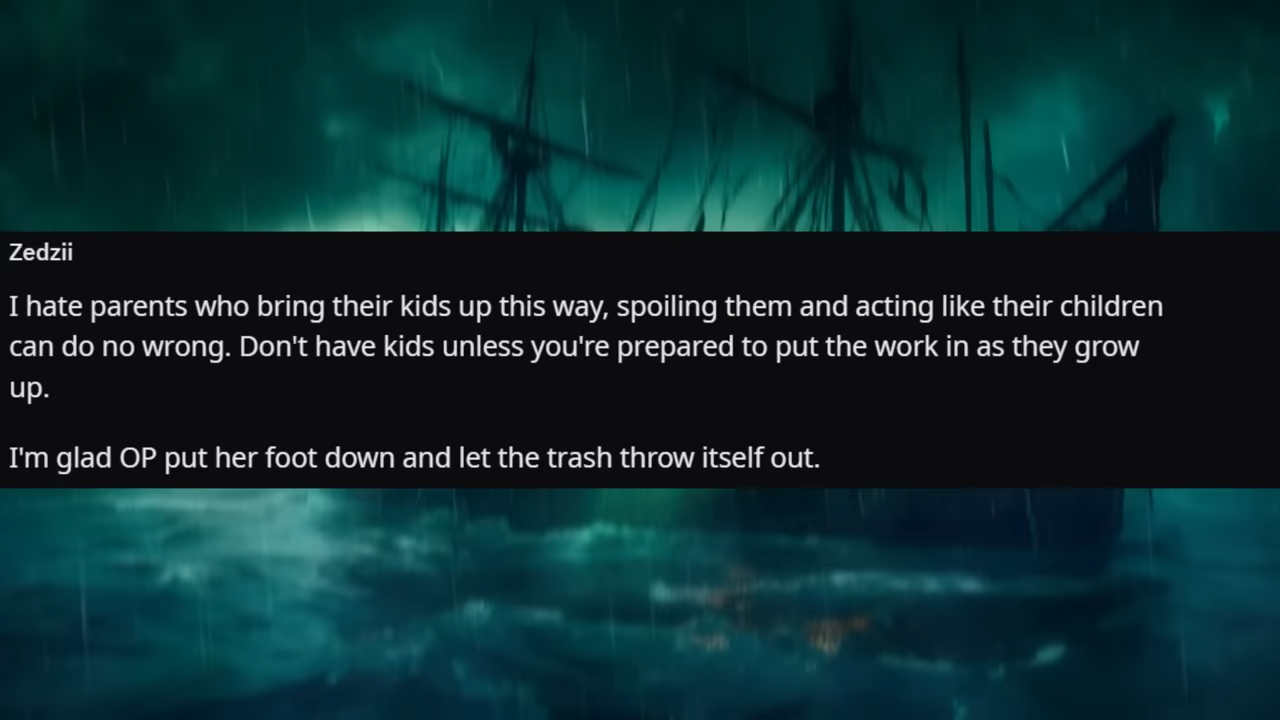 Zedzii
I hate parents who bring their kids up this way, spoiling them and acting like their children
can do no wrong. Don't have kids unless you're prepared to put the work in as they grow
up.
I'm glad OP put her foot down and let the trash throw itself out.